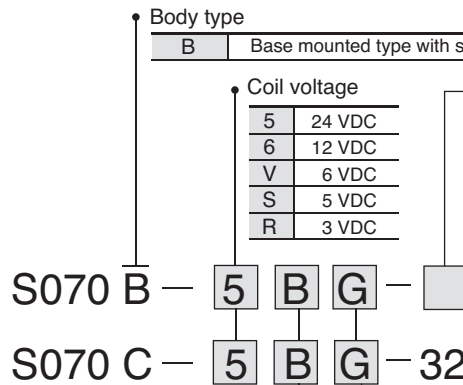 Body type
B Base mounted type with s
Coil voltage
5 24 VDC
6 12 VDC
V 6 VDC
S 5 VDC
R 3 VDC
S070 B — 5 B G —
S070 C — 5 B G — 32